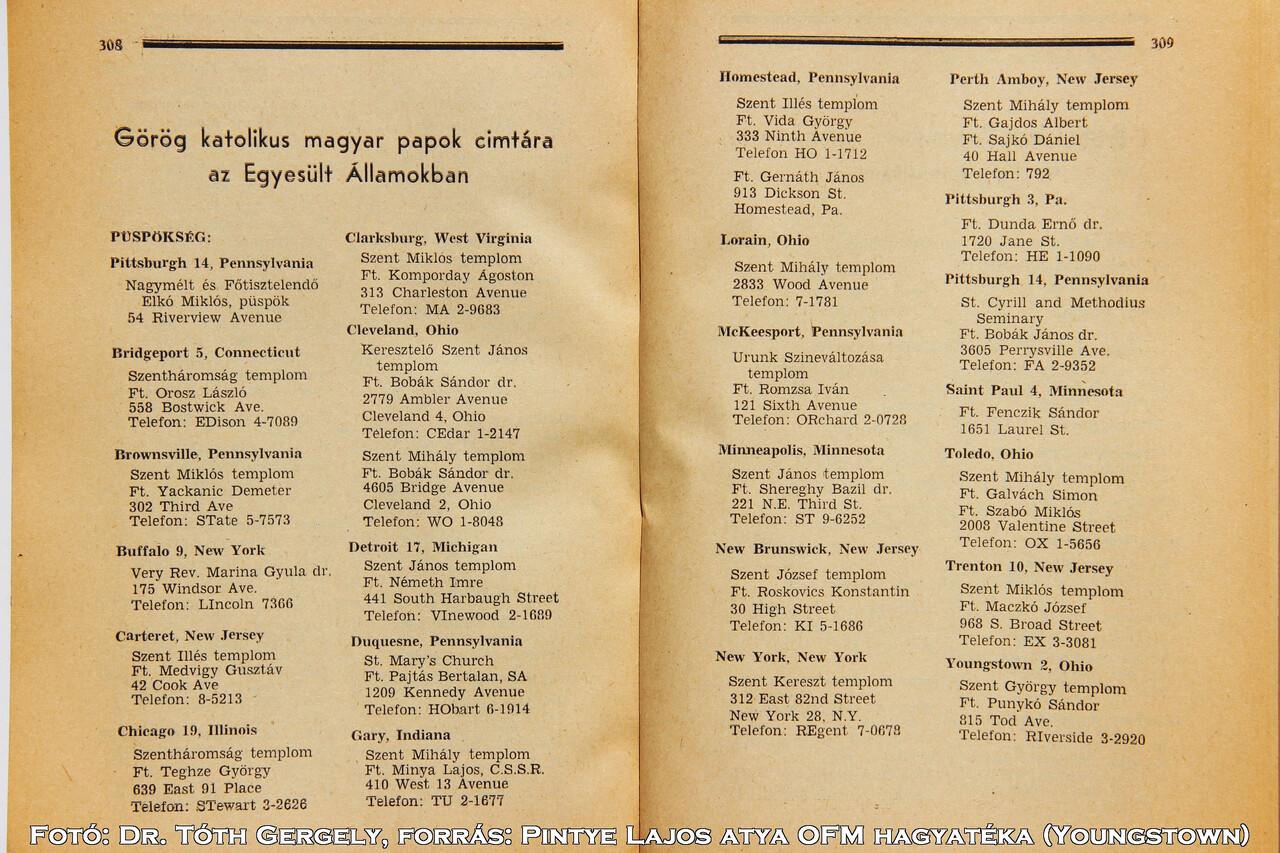 308
Görög katolikus magyar papok cimtára
az Egyesült Államokban
PÜSPÖKSÉG:
Pittsburgh 14, Pennsylvania
Nagymélt és Főtisztelendő
Elkó Miklós, püspök
54 Riverview Avenue
Bridgeport 5, Connecticut
Szentháromság templom
Ft. Orosz László
558 Bostwick Ave.
Telefon: EDison 4-7089
Brownsville, Pennsylvania
Szent Miklós templom
Ft. Yackanic Demeter
302 Third Ave
Telefon: STate 5-7573
Buffalo 9, New York
Very Rev. Marina Gyula dr.
175 Windsor Ave.
Telefon: LIncoln 7366
Carteret, New Jersey
Szent Illés templom
Ft. Medvigy Gusztáv
42 Cook Ave
Telefon: 8-5213
Chicago 19, Illinois
Szentháromság templom
Ft. Teghze György
639 East 91 Place
Telefon: STewart 3-2626
Clarksburg, West Virginia
Szent Miklós templom
Ft. Komporday Ágoston
313 Charleston Avenue
Telefon: MA 2-9683
Cleveland, Ohio
Keresztelő Szent János
templom
Ft. Bobák Sándor dr.
2779 Ambler Avenue
Cleveland 4, Ohio
Telefon: CEdar 1-2147
Szent Mihály templom
Ft. Bobák Sándor dr.
4605 Bridge Avenue
Cleveland 2, Ohio
Telefon: WO 1-8048
Detroit 17, Michigan
Szent János templom
Ft. Németh Imre
441 South Harbaugh Street
Telefon: VInewood 2-1689
Duquesne, Pennsylvania
St. Mary's Church
Ft. Pajtás Bertalan, SA
1209 Kennedy Avenue
Telefon: HObart 6-1914
Gary, Indiana
Szent Mihály templom
Ft. Minya Lajos, C.S.S.R.
410 West 13 Avenue
Telefon: TU 2-1677
309
Homestead, Pennsylvania
Szent Illés templom
Ft. Vida György
333 Ninth Avenue
Telefon HO 1-1712
Ft. Gernáth János
913 Dickson St.
Homestead, Pa.
Lorain, Ohio
Szent Mihály templom
2833 Wood Avenue
Telefon: 7-1781
McKeesport, Pennsylvania
Urunk Szineváltozása
templom
Ft. Romzsa Iván
121 Sixth Avenue
Telefon: ORchard 2-0728
Minneapolis, Minnesota
Szent János templom
Ft. Shereghy Bazil dr.
221 N.E. Third St.
Telefon: ST 9-6252
New Brunswick, New Jersey
Szent József templom
Ft. Roskovics Konstantin
30 High Street
Telefon: KI 5-1686
New York, New York
Szent Kereszt templom
312 East 82nd Street
New York 28, N.Y.
Telefon: REgent 7-0678
Perth Amboy, New Jersey
Szent Mihály templom
Ft. Gajdos Albert
Ft. Sajkó Dániel
40 Hall Avenue
Telefon: 792
Pittsburgh 3, Pa.
Ft. Dunda Ernő dr.
1720 Jane St.
Telefon: HE 1-1090
Pittsburgh 14, Pennsylvania
St. Cyrill and Methodius
Seminary
Ft. Bobák János dr.
3605 Perrysville Ave.
Telefon: FA 2-9352
Saint Paul 4, Minnesota
Ft. Fenczik Sándor
1651 Laurel St.
Toledo, Ohio
Szent Mihály templom
Ft. Galvách Simon
Ft. Szabó Miklós
2008 Valentine Street
Telefon: OX 1-5656
Trenton 10, New Jersey
Szent Miklós templom
Ft. Maczkó József
968 S. Broad Street
Telefon: EX 3-3081
Youngstown 2, Ohio
Szent György templom
Ft. Punykó Sándor
815 Tod Ave.
Telefon: RIverside 3-2920
Fotó: Dr. Tóth Gergely, forrás: Pintye Lajos atya OFM hagyatéka (Youngstown)